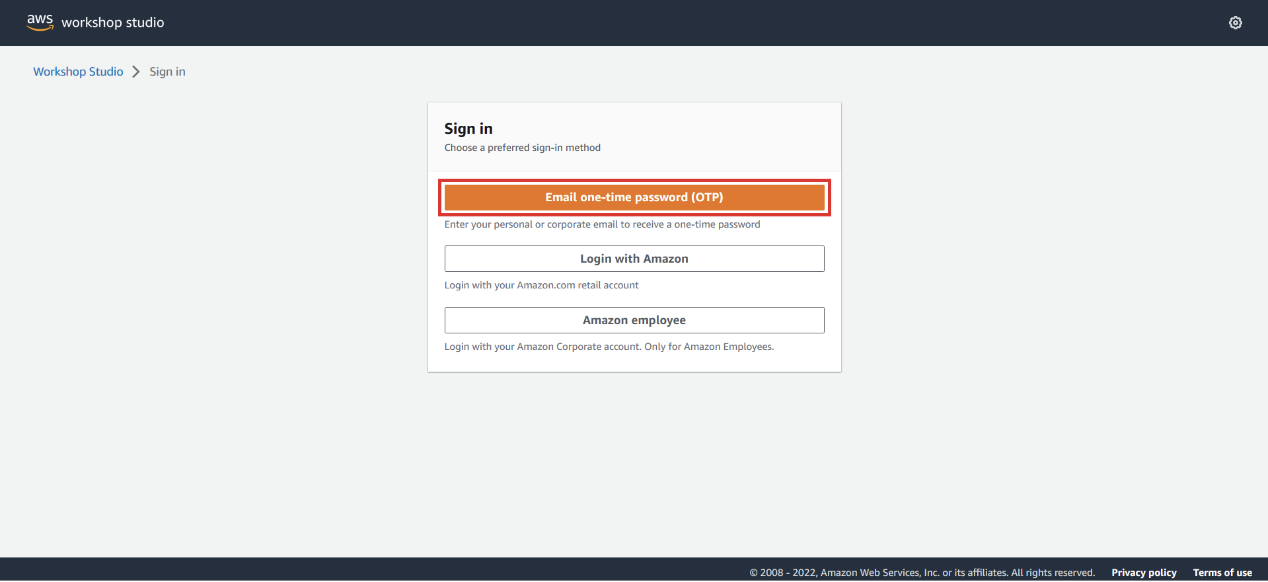 aws workshop studio
Workshop Studio > Sign in
Sign in
Choose a preferred sign-in method
Email one-time password (OTP)
Enter your personal or corporate email to receive a one-time password
Login with Amazon
Login with your Amazon.com retail account
Amazon employee
Login with your Amazon Corporate account. Only for Amazon Employees.
© 2008 - 2022, Amazon Web Services, Inc. or its affiliates. All rights reserved. Privacy policy Terms of use